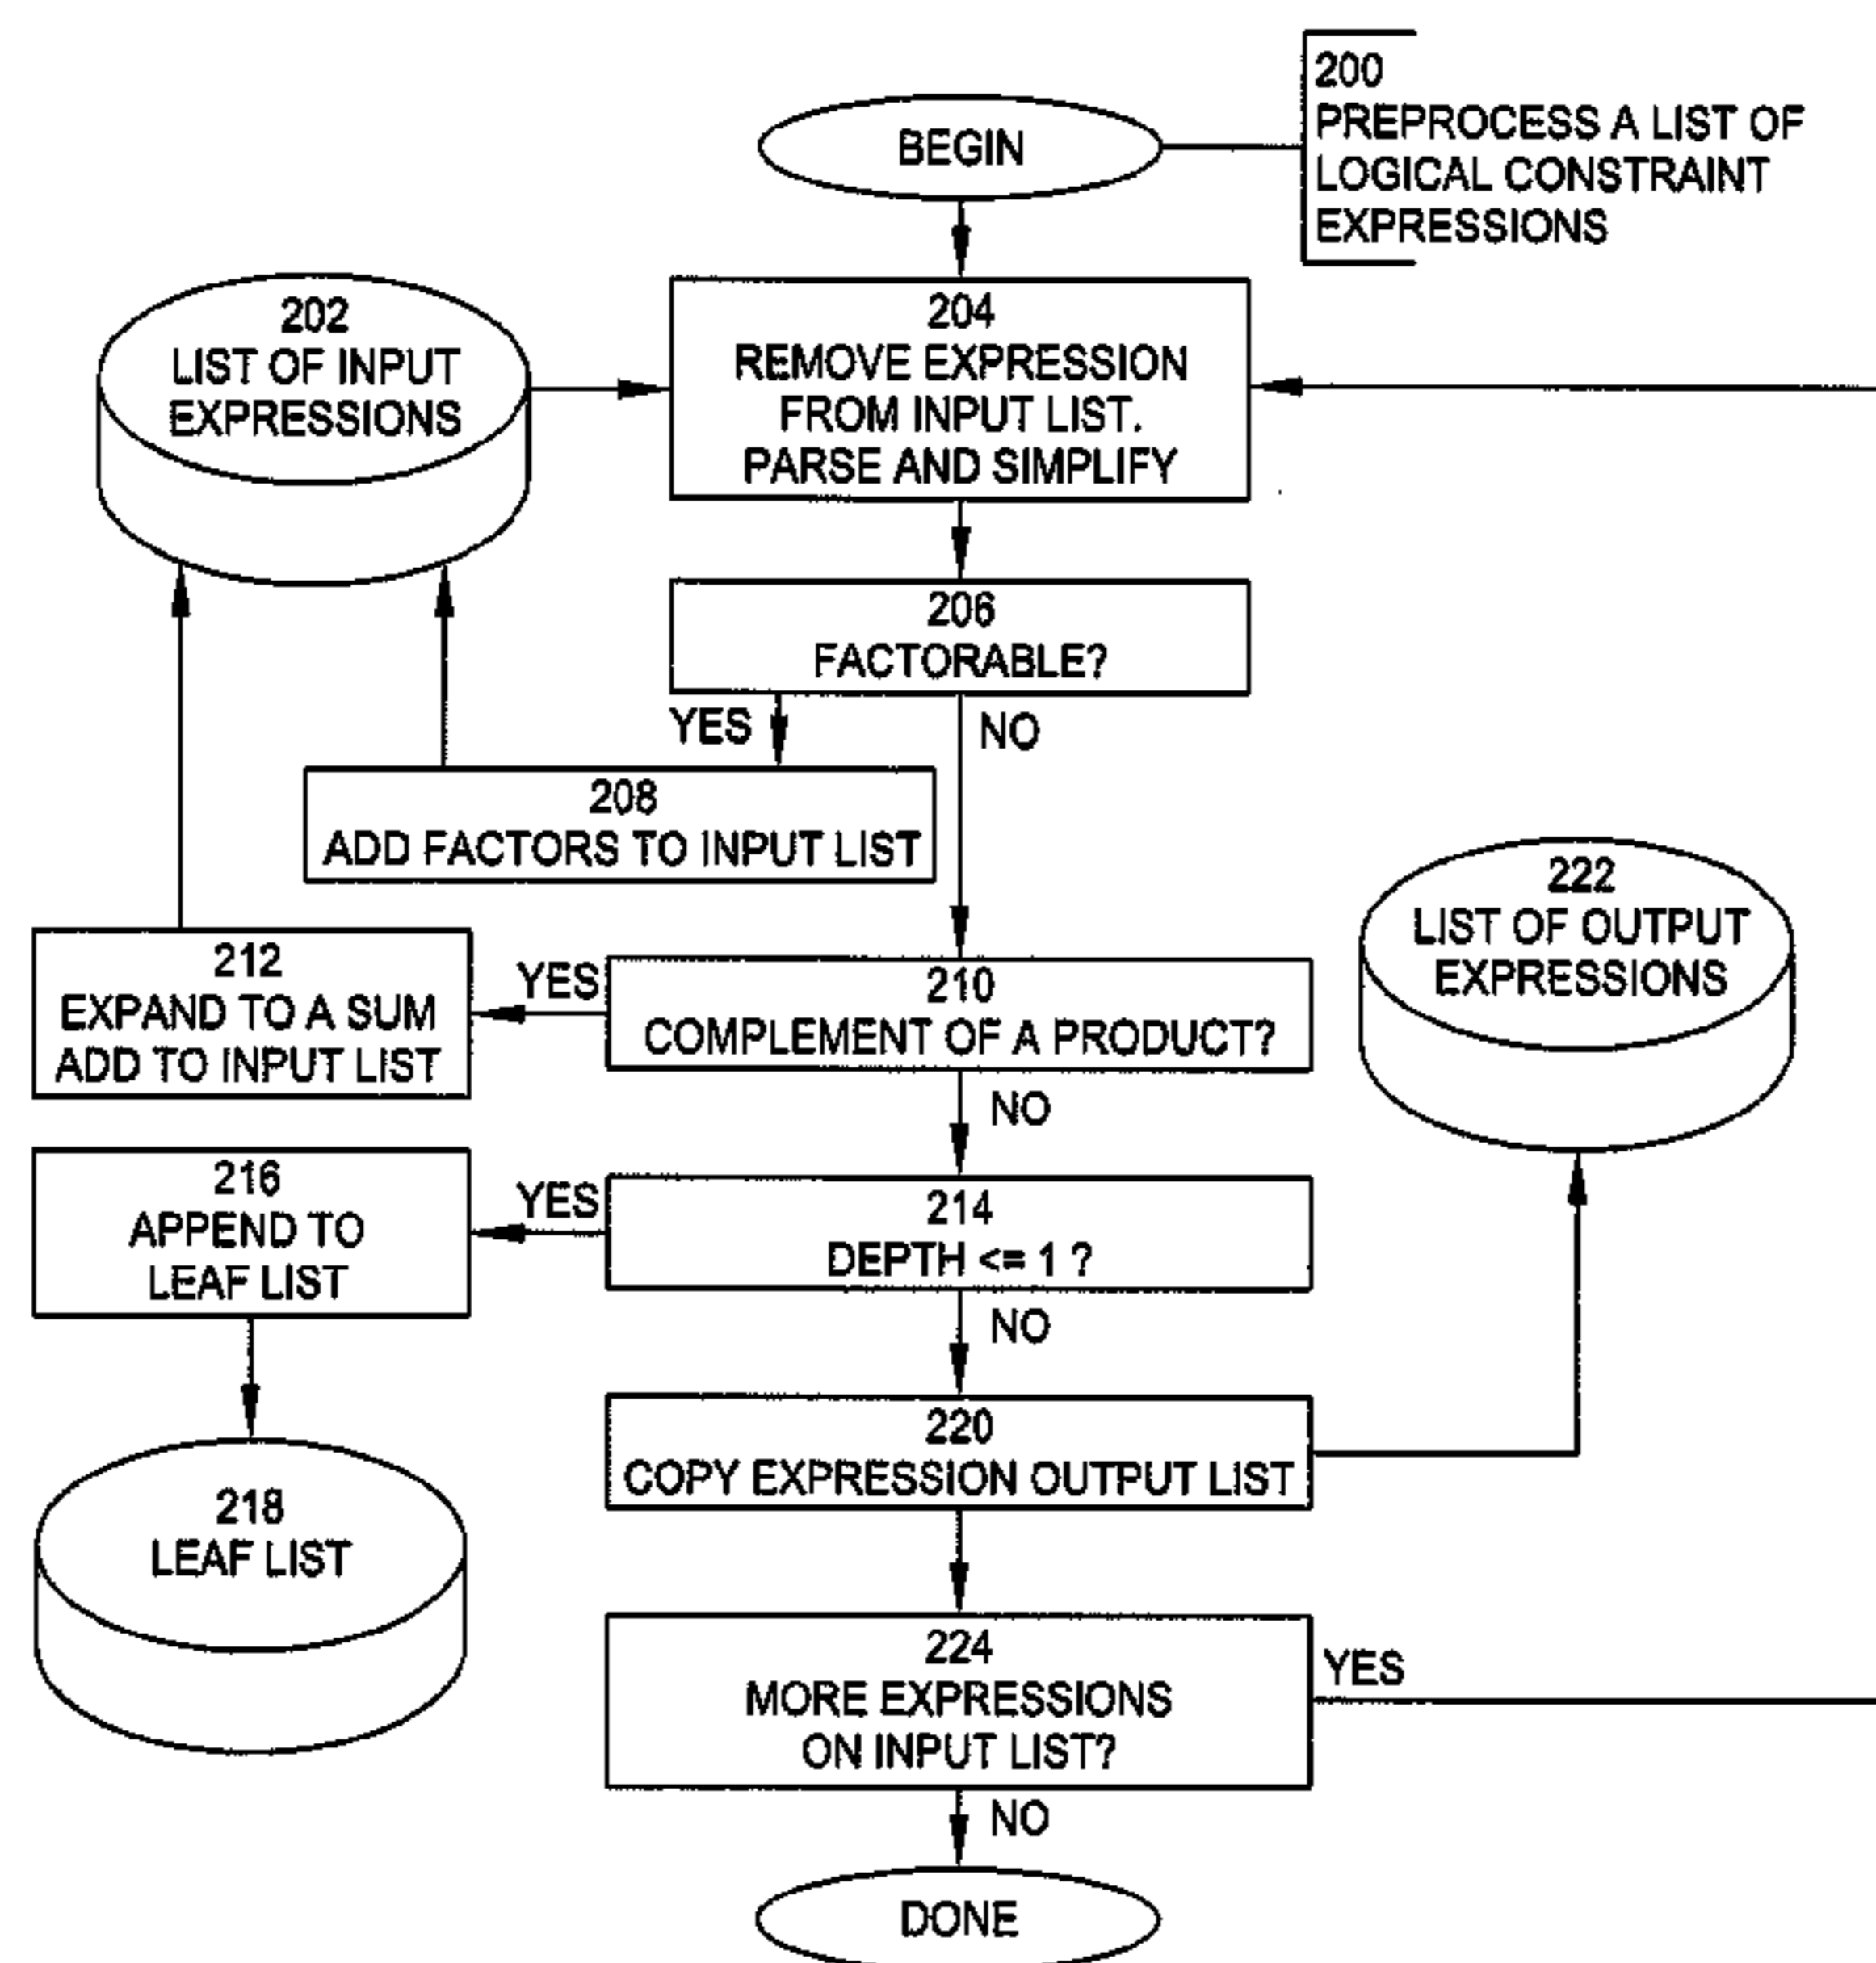 BEGIN
200
PREPROCESS A LIST OF
LOGICAL CONSTRAINT
EXPRESSIONS
202
LIST OF INPUT
EXPRESSIONS
204
REMOVE EXPRESSION
FROM INPUT LIST.
PARSE AND SIMPLIFY
206
FACTORABLE?
YES
NO
208
ADD FACTORS TO INPUT LIST
210
COMPLEMENT OF A PRODUCT?
YES
NO
212
EXPAND TO A SUM
ADD TO INPUT LIST
214
DEPTH <= 1 ?
YES
NO
216
APPEND TO
LEAF LIST
218
LEAF LIST
220
COPY EXPRESSION OUTPUT LIST
222
LIST OF OUTPUT
EXPRESSIONS
224
MORE EXPRESSIONS
ON INPUT LIST?
YES
NO
DONE